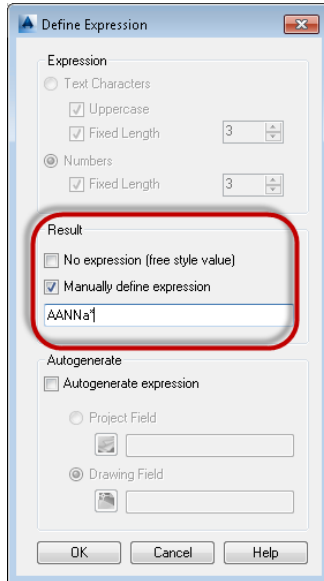 Define Expression
Expression
Text Characters
Uppercase
Fixed Length 3
Numbers
Fixed Length 3
Result
No expression (free style value)
Manually define expression
AANNa*
Autogenerate
Autogenerate expression
Project Field
Drawing Field
OK Cancel Help